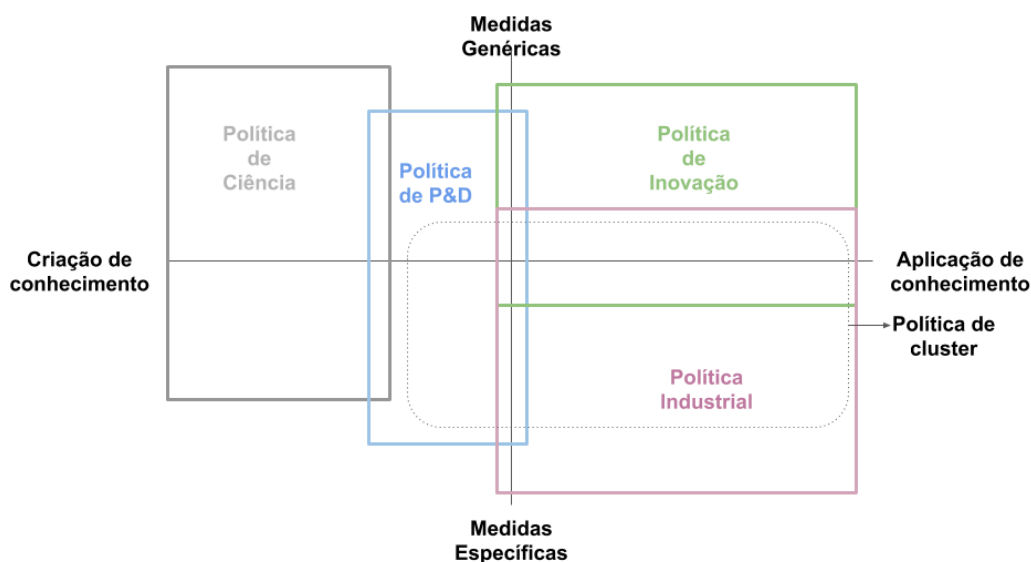 Medidas
Genéricas
Política
de
Ciência
Política
de P&D
Política
de
Inovação
Criação de
conhecimento
Aplicação de
conhecimento
Política de
cluster
Política
Industrial
Medidas
Específicas